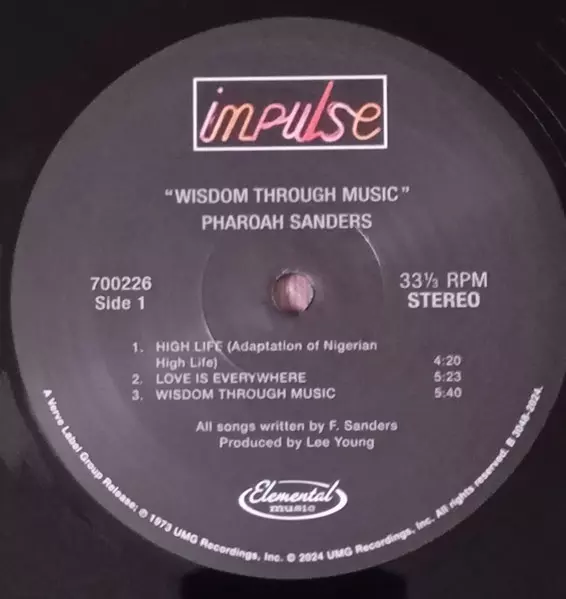 impulse
"WISDOM THROUGH MUSIC"
PHAROAH SANDERS
700226
Side 1
33⅓ RPM
STEREO
1. HIGH LIFE (Adaptation of Nigerian
High Life) 4:20
2. LOVE IS EVERYWHERE 5:23
3. WISDOM THROUGH MUSIC 5:40
All songs written by F. Sanders
Produced by Lee Young
Elemental
music
A Verve Label Group Release; ℗ 1973 UMG Recordings, Inc. © 2024 UMG Recordings, Inc. All rights reserved. B 3048-2024.